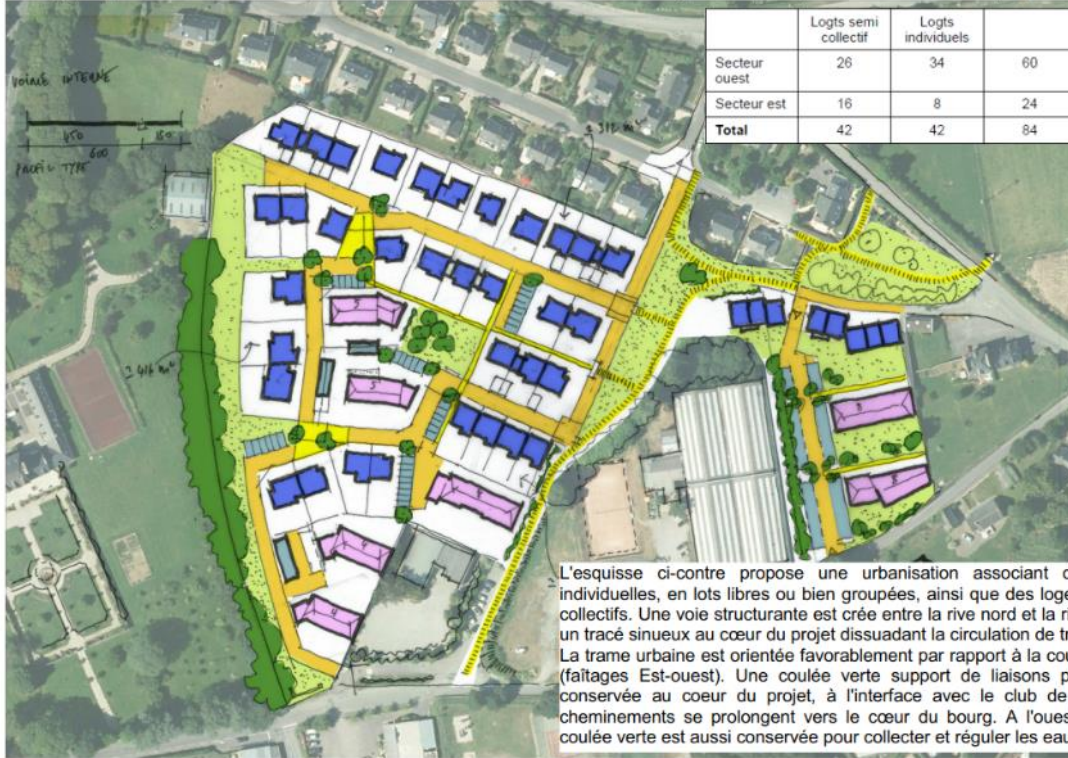 Logts semi collectif
Logts individuels
Secteur ouest 26 34 60
Secteur est 16 8 24
Total 42 42 84
VOIRIE INTERNE
450 150
600
PROFIL TYPE
L'esquisse ci-contre propose une urbanisation associant
individuelles, en lots libres ou bien groupées, ainsi que des
collectifs. Une voie structurante est crée entre la rive nord et la
un tracé sinueux au cœur du projet dissuadant la circulation de
La trame urbaine est orientée favorablement par rapport à la
(faîtages Est-ouest). Une coulée verte support de liaisons
conservée au coeur du projet, à l'interface avec le club de
cheminements se prolongent vers le cœur du bourg. A
coulée verte est aussi conservée pour collecter et réguler les